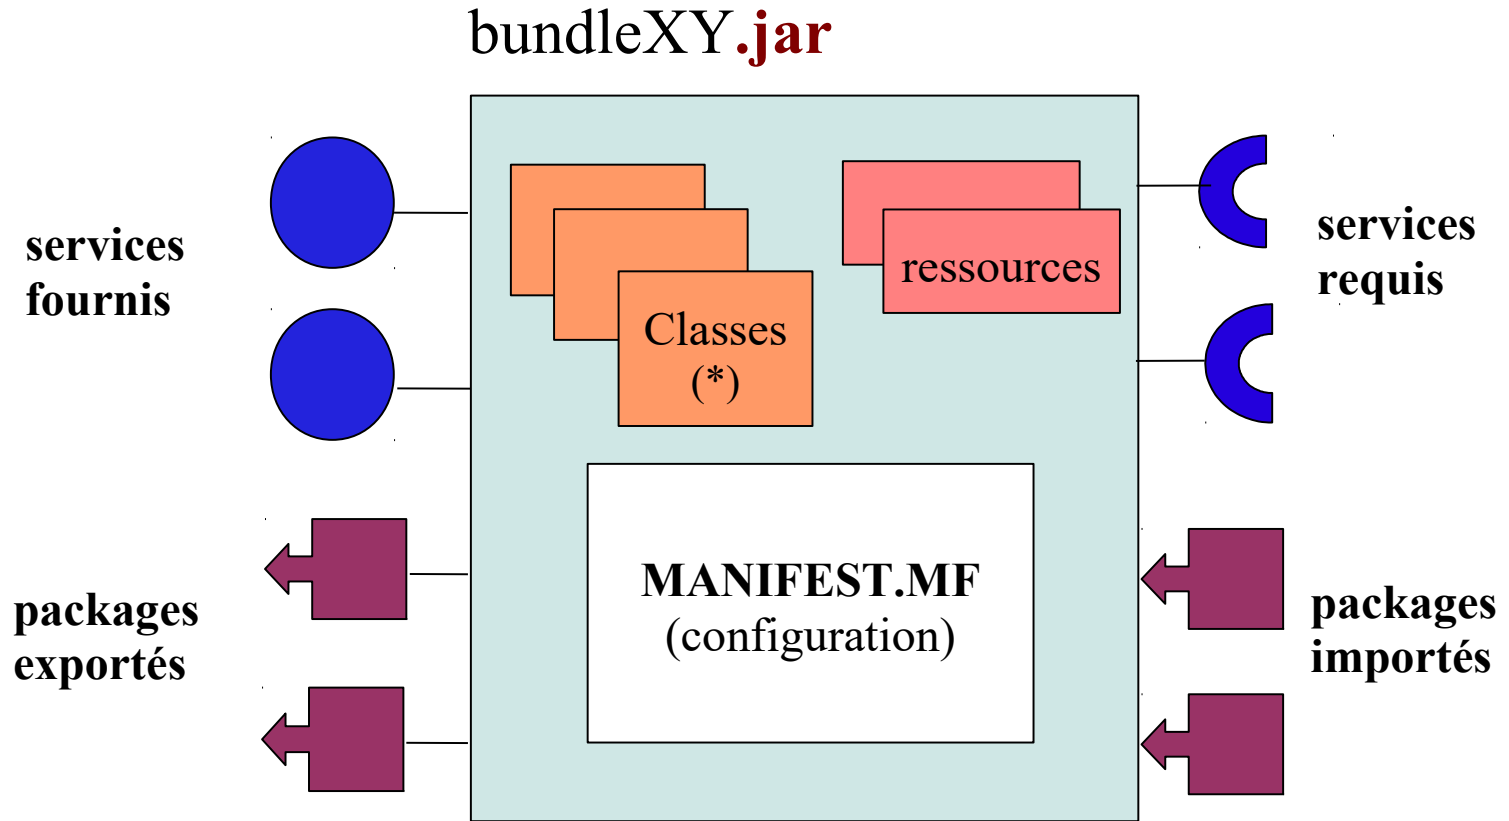 bundleXY.jar
services
fournis
Classes
(*)
ressources
services
requis
packages
exportés
MANIFEST.MF
(configuration)
packages
importés